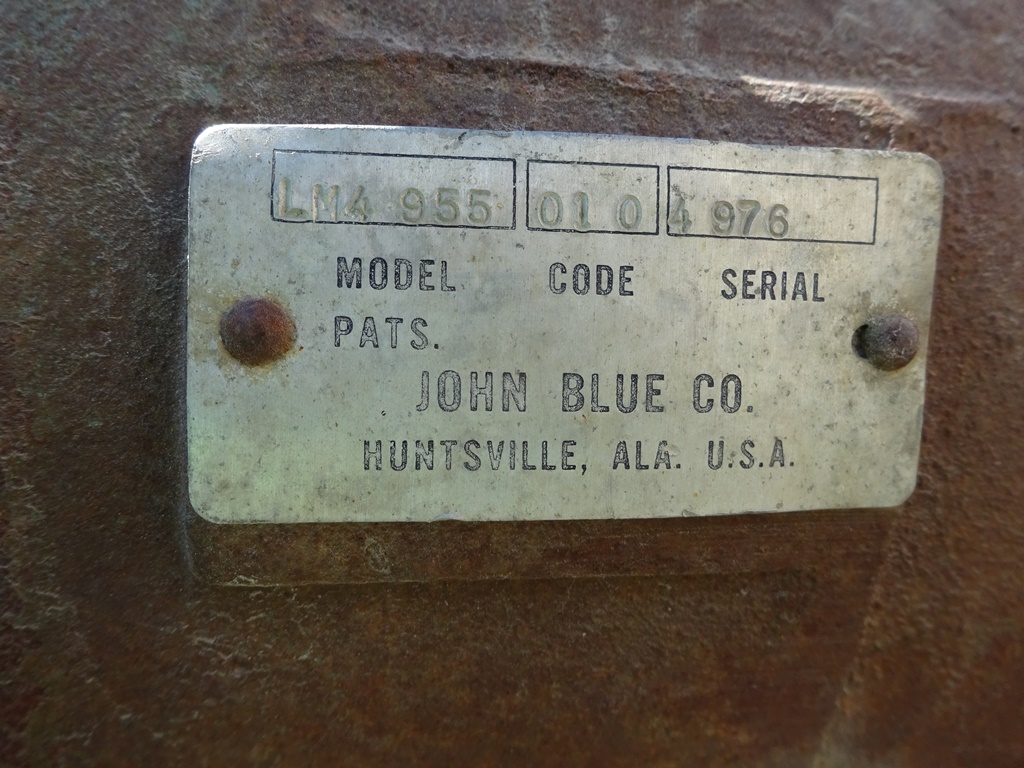 LM4 955 01 0 4 976
MODEL CODE SERIAL
PATS.
JOHN BLUE CO.
HUNTSVILLE, ALA. U.S.A.